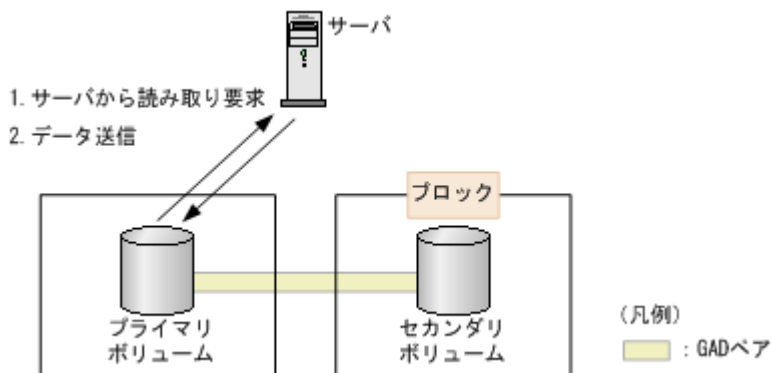 サーバ
1. サーバから読み取り要求
2. データ送信
ブロック
プライマリ
ボリューム
セカンダリ
ボリューム
(凡例)
: GADペア